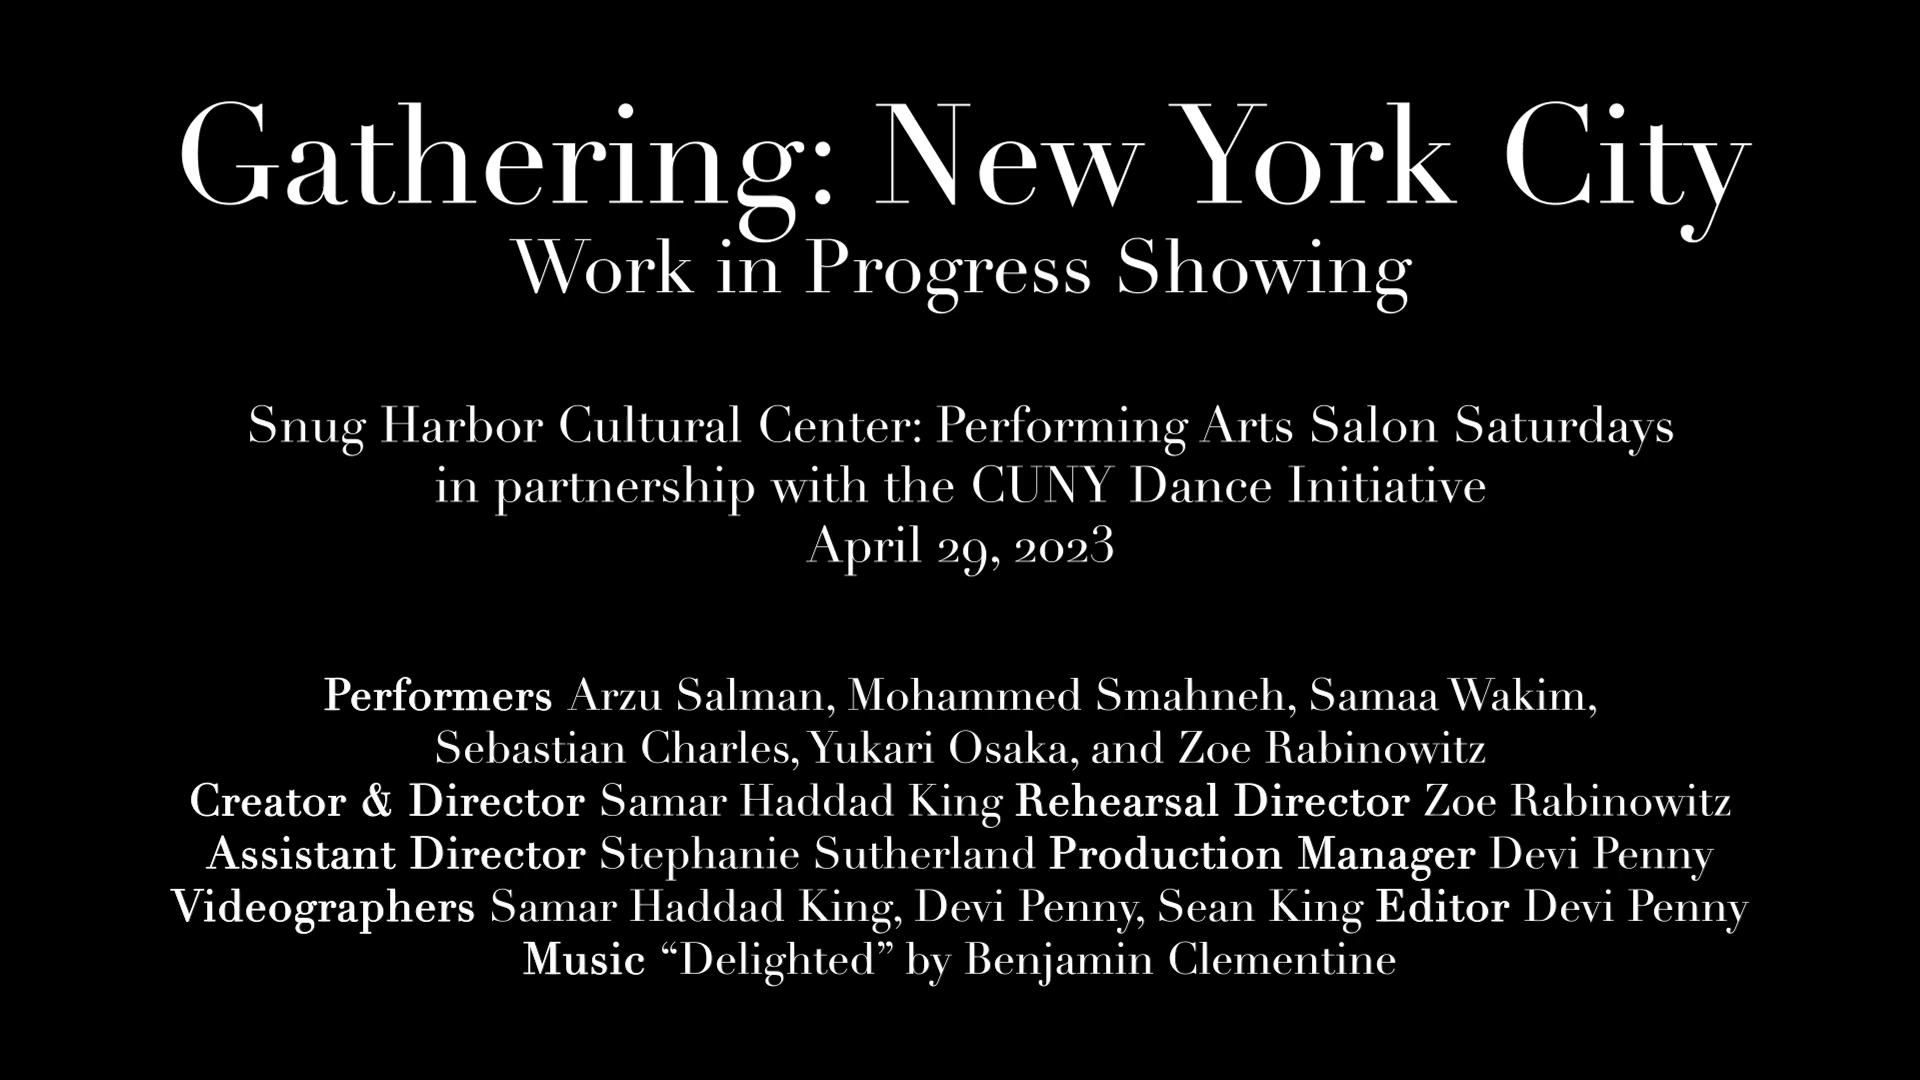 Gathering: New York City
Work in Progress Showing
Snug Harbor Cultural Center: Performing Arts Salon Saturdays
in partnership with the CUNY Dance Initiative
April 29, 2023
Performers Arzu Salman, Mohammed Smahneh, Samaa Wakim,
Sebastian Charles, Yukari Osaka, and Zoe Rabinowitz
Creator & Director Samar Haddad King Rehearsal Director Zoe Rabinowitz
Assistant Director Stephanie Sutherland Production Manager Devi Penny
Videographers Samar Haddad King, Devi Penny, Sean King Editor Devi Penny
Music “Delighted” by Benjamin Clementine